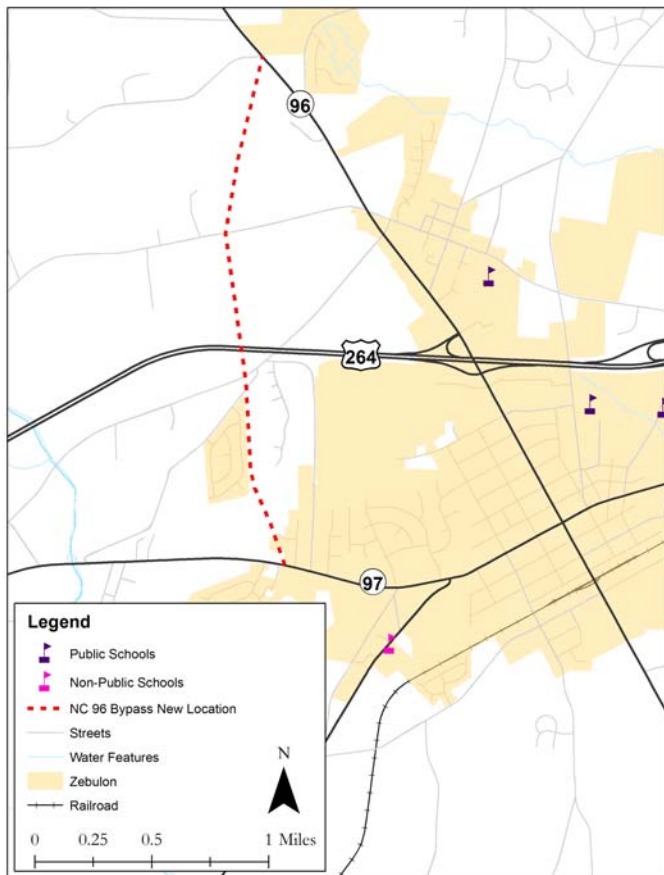 96
264
97
Legend
Public Schools
Non-Public Schools
NC 96 Bypass New Location
Streets
Water Features
Zebulon
Railroad
N
0 0.25 0.5 1 Miles